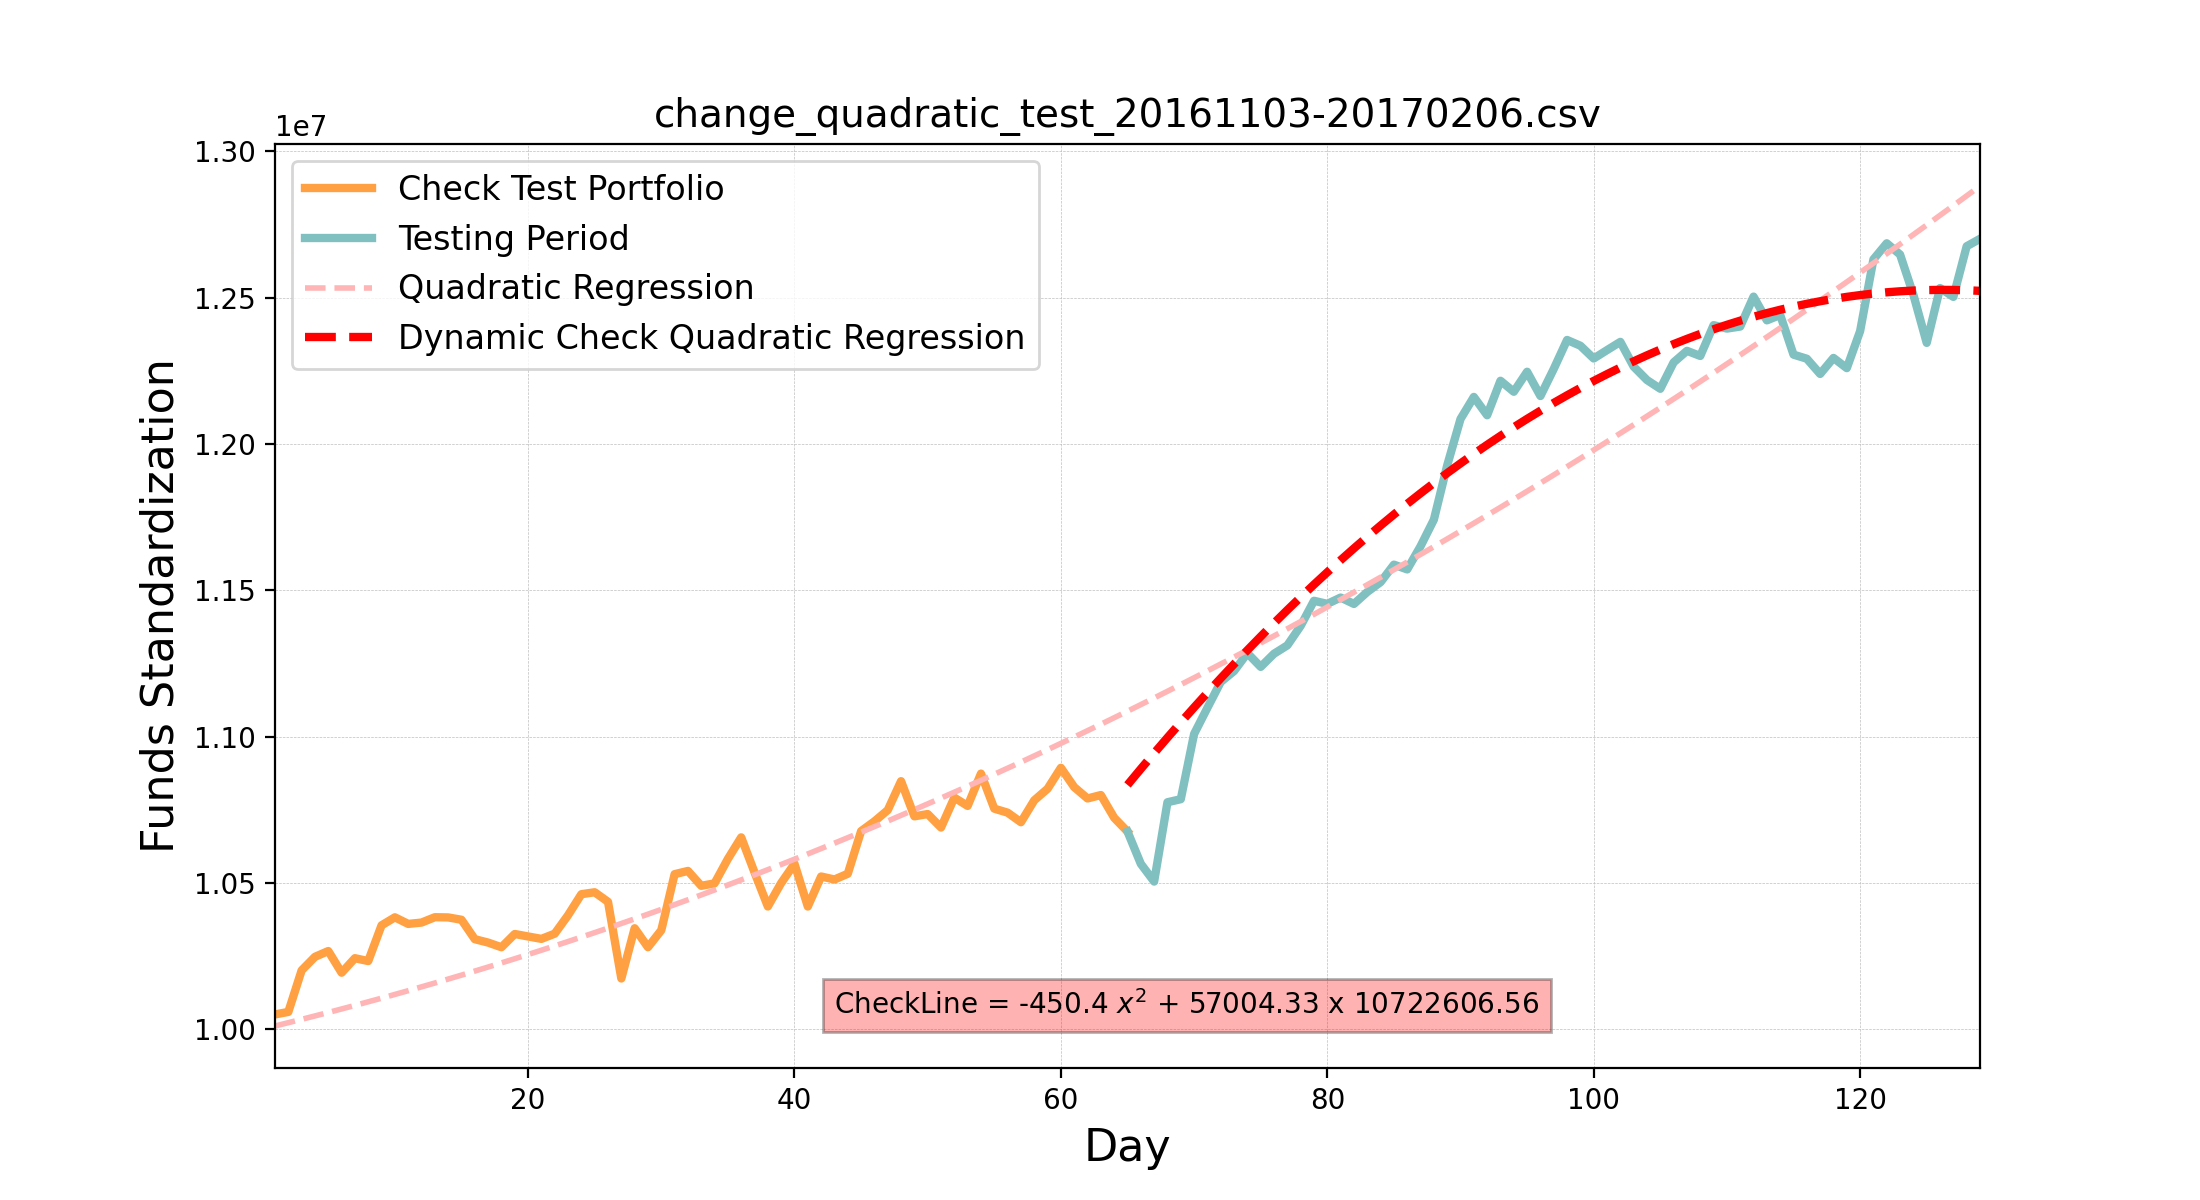 change_quadratic_test_20161103-20170206.csv
1e7
1.30
1.25
1.20
1.15
1.10
1.05
1.00
Funds Standardization
Check Test Portfolio
Testing Period
Quadratic Regression
Dynamic Check Quadratic Regression
CheckLine = -450.4 x² + 57004.33 x 10722606.56
20 40 60 80 100 120
Day